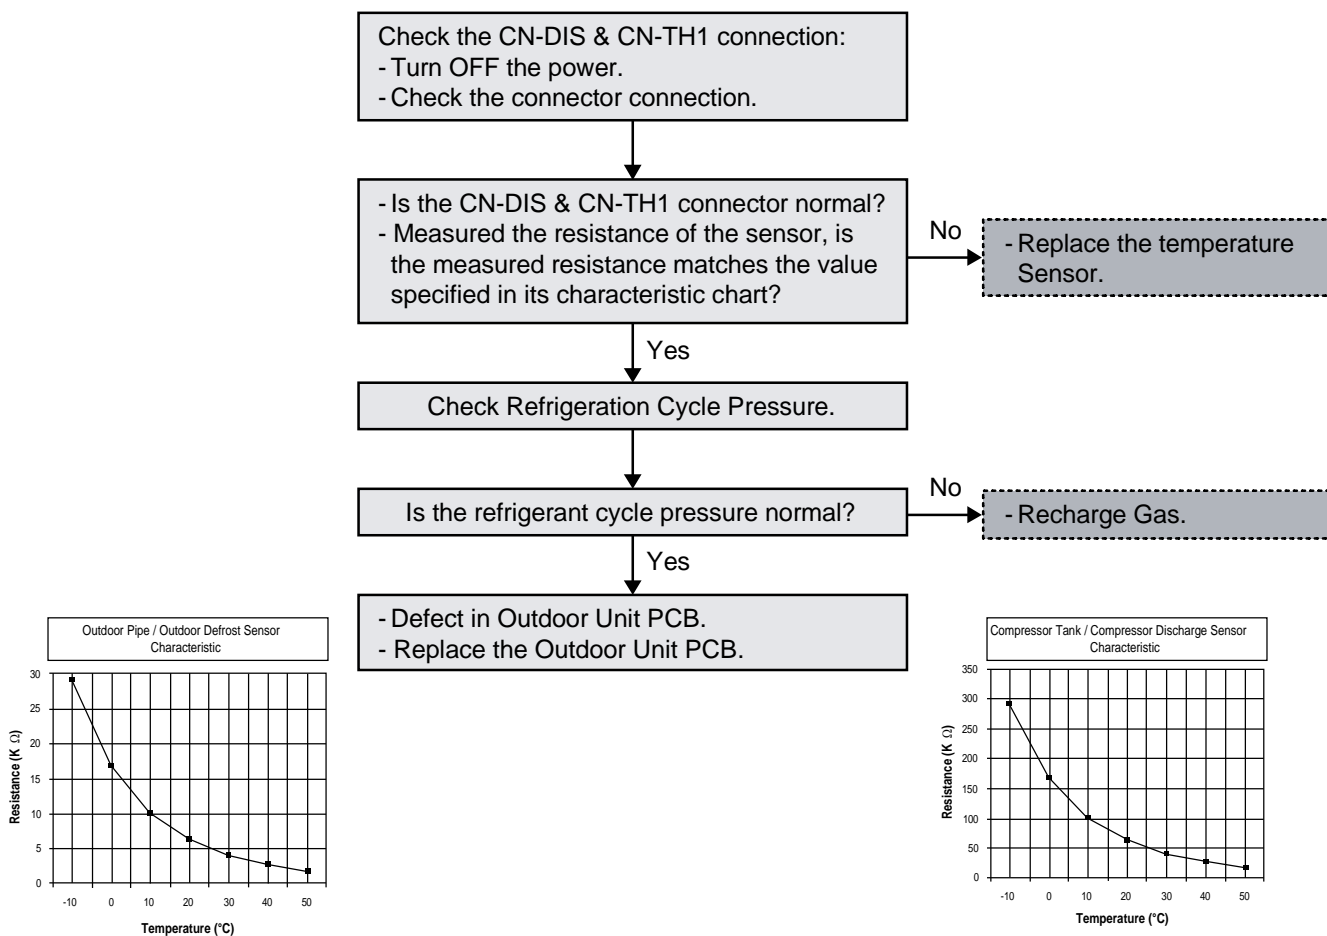 Check the CN-DIS & CN-TH1 connection:
- Turn OFF the power.
- Check the connector connection.
- Is the CN-DIS & CN-TH1 connector normal?
- Measured the resistance of the sensor, is
the measured resistance matches the value
specified in its characteristic chart?
No
- Replace the temperature
Sensor.
Yes
Check Refrigeration Cycle Pressure.
Is the refrigerant cycle pressure normal?
No
- Recharge Gas.
Yes
- Defect in Outdoor Unit PCB.
- Replace the Outdoor Unit PCB.
Outdoor Pipe / Outdoor Defrost Sensor
Characteristic
30
25
20
15
10
5
0
Resistance (K Ω)
-10 0 10 20 30 40 50
Temperature (°C)
Compressor Tank / Compressor Discharge Sensor
Characteristic
350
300
250
200
150
100
50
0
Resistance (K Ω)
-10 0 10 20 30 40 50
Temperature (°C)